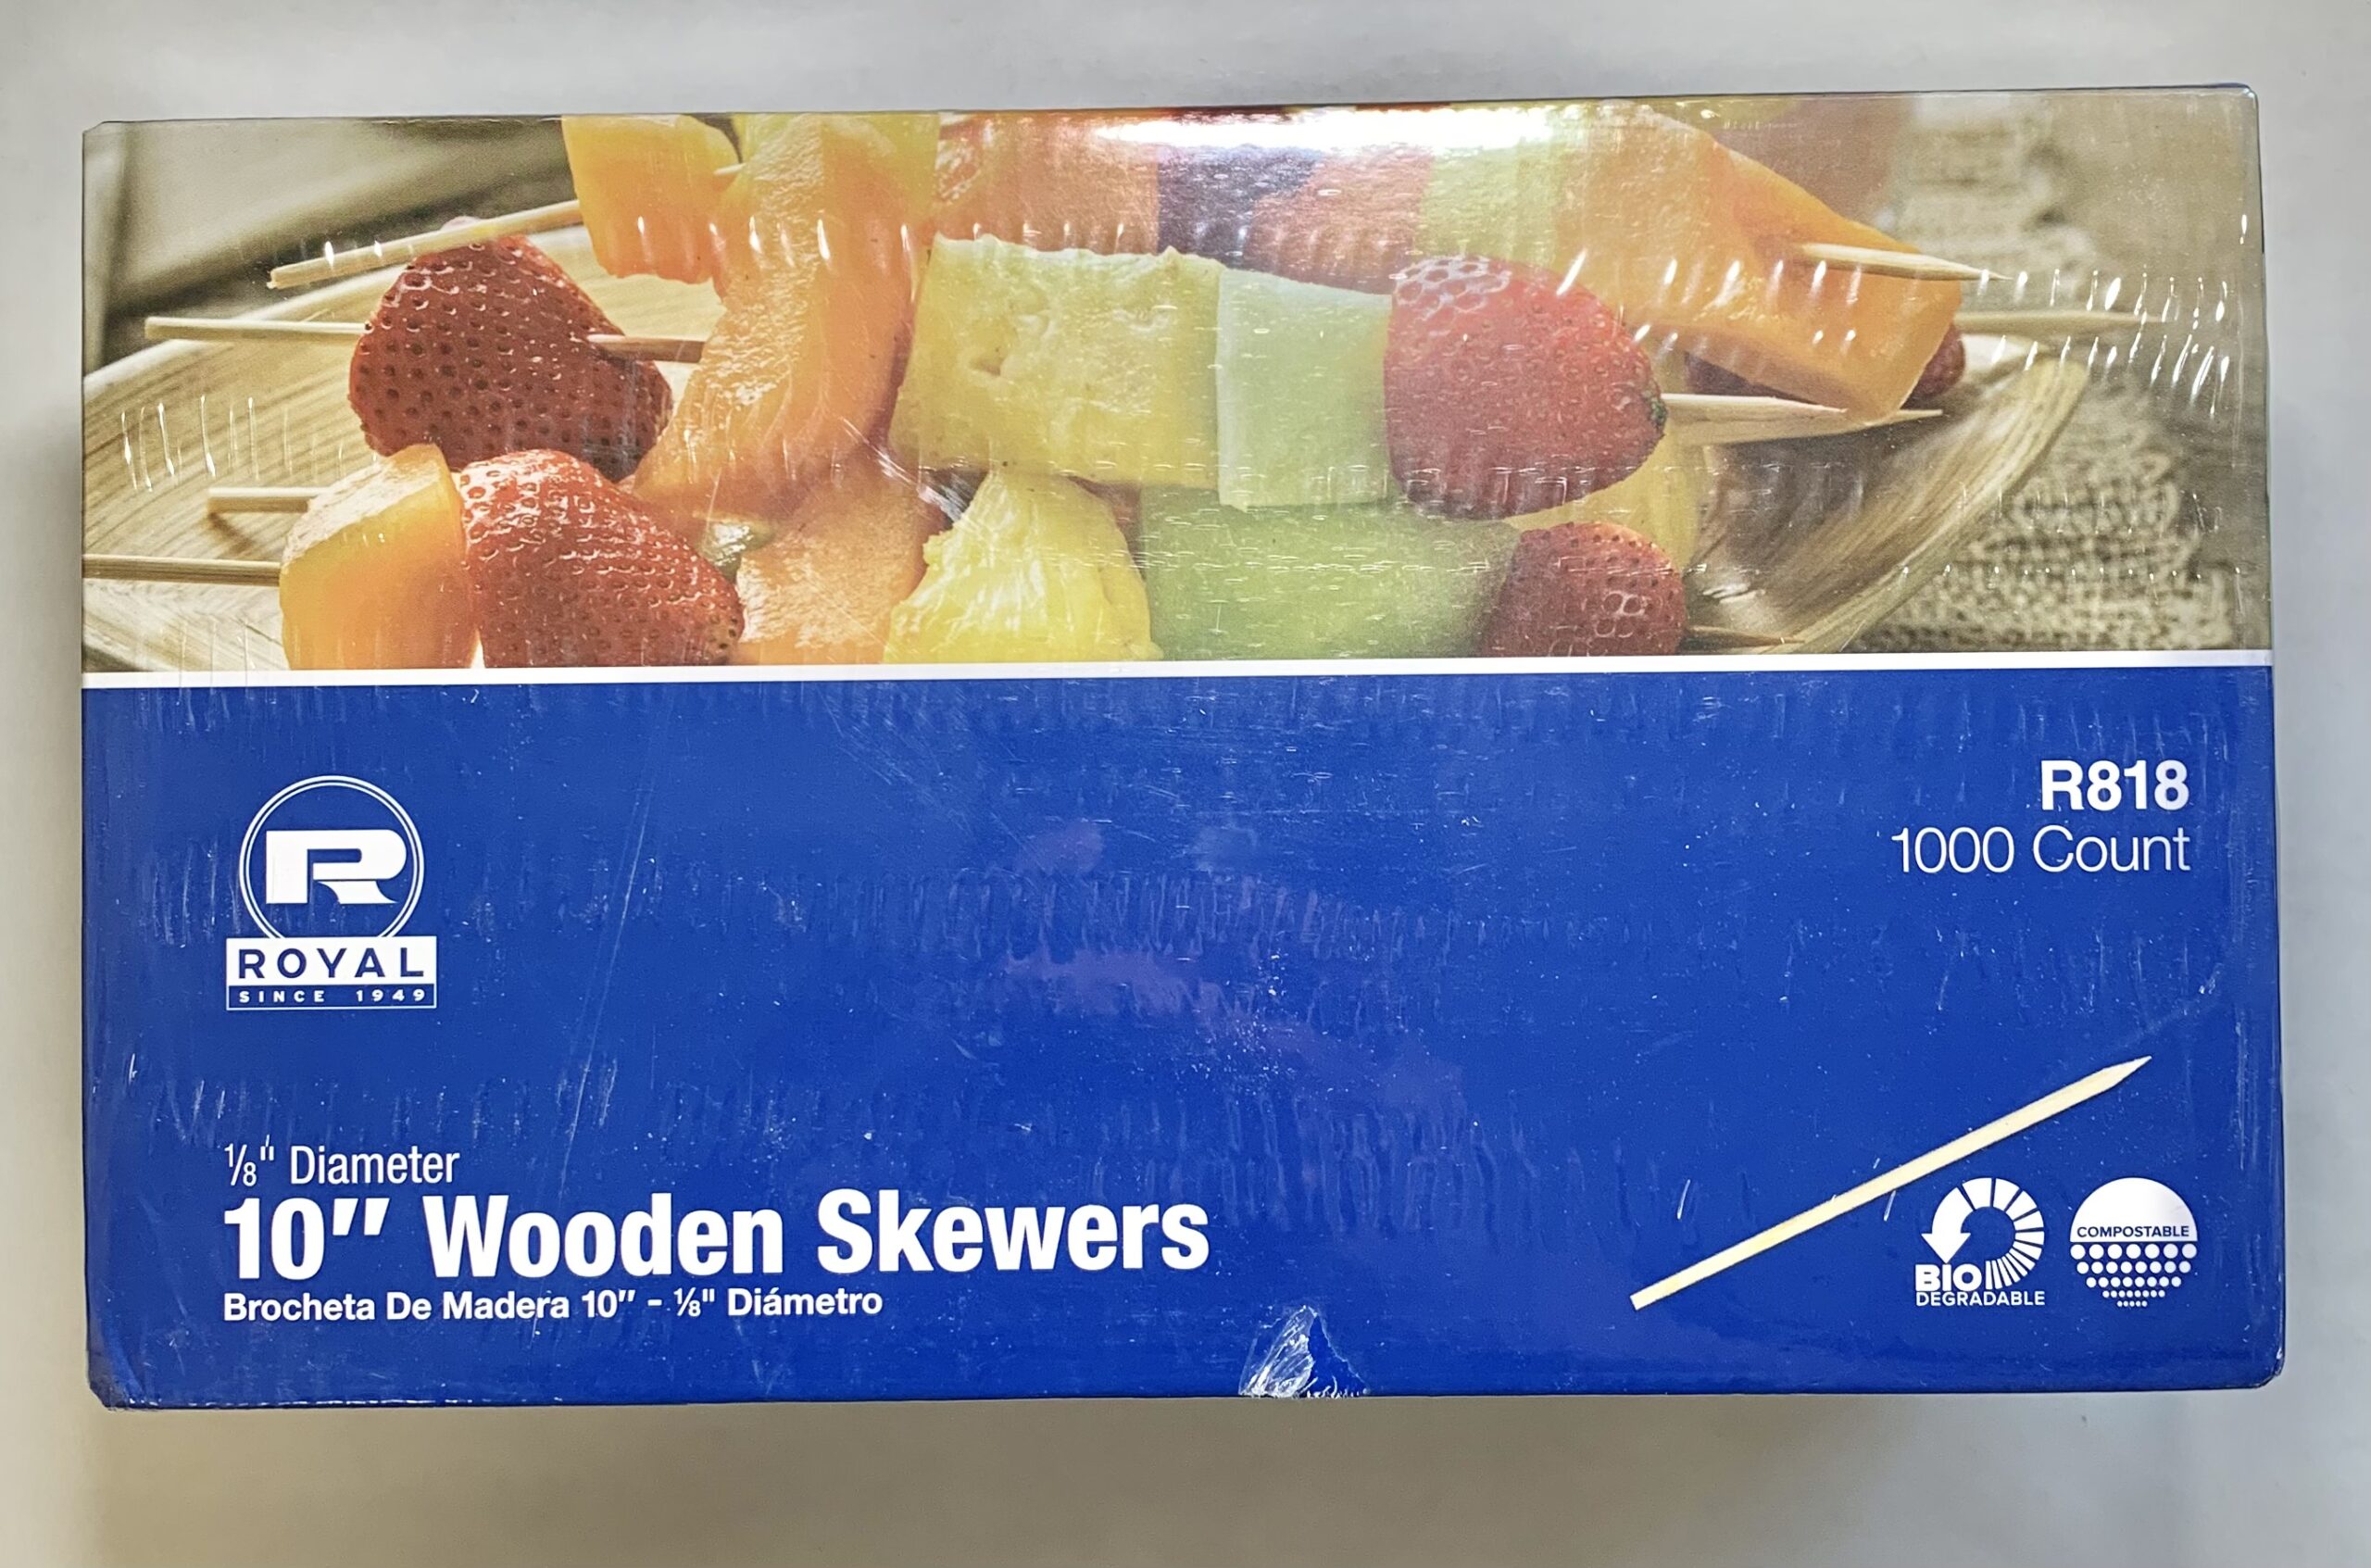 R818
1000 Count
R
ROYAL
SINCE 1949
⅛" Diameter
10" Wooden Skewers
Brocheta De Madera 10" - ⅛" Diámetro
BIO
DEGRADABLE
COMPOSTABLE